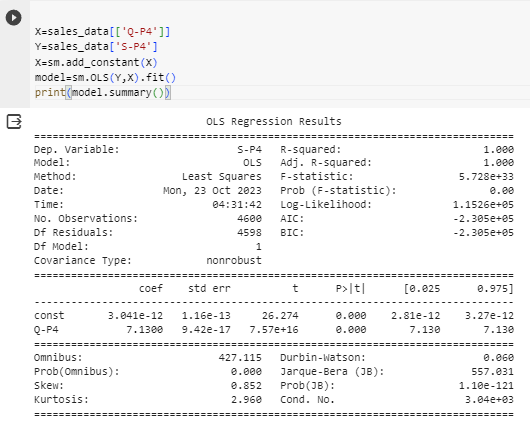 X=sales_data[['Q-P4']]
Y=sales_data['S-P4']
X=sm.add_constant(X)
model=sm.OLS(Y,X).fit()
print(model.summary())
OLS Regression Results
==============================================================================
Dep. Variable: S-P4 R-squared: 1.000
Model: OLS Adj. R-squared: 1.000
Method: Least Squares F-statistic: 5.728e+33
Date: Mon, 23 Oct 2023 Prob (F-statistic): 0.00
Time: 04:31:42 Log-Likelihood: 1.1526e+05
No. Observations: 4600 AIC: -2.305e+05
Df Residuals: 4598 BIC: -2.305e+05
Df Model: 1
Covariance Type: nonrobust
==============================================================================
coef std err t P>|t| [0.025 0.975]
------------------------------------------------------------------------------
const 3.041e-12 1.16e-13 26.274 0.000 2.81e-12 3.27e-12
Q-P4 7.1300 9.42e-17 7.57e+16 0.000 7.130 7.130
==============================================================================
Omnibus: 427.115 Durbin-Watson: 0.060
Prob(Omnibus): 0.000 Jarque-Bera (JB): 557.031
Skew: 0.852 Prob(JB): 1.10e-121
Kurtosis: 2.960 Cond. No. 3.04e+03
==============================================================================